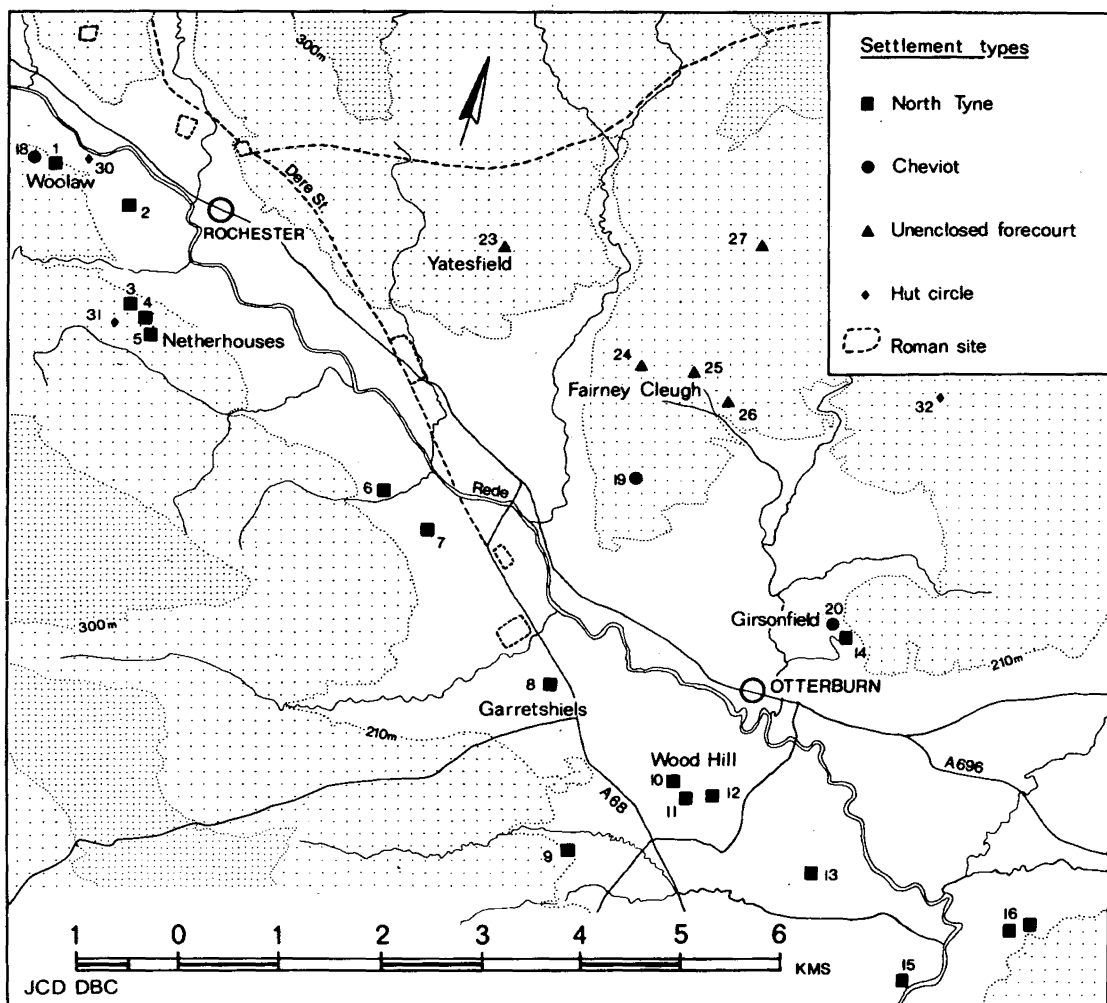 Settlement types
North Tyne
Cheviot
Unenclosed forecourt
Hut circle
Roman site
300m
18
1
30
Woolaw
2
ROCHESTER
Dere St
23
Yatesfield
27
3
4
31
5
Netherhouses
24
25
Fairney Cleugh
26
32
19
6
Rede
7
20
Girsonfield
14
300m
210m
8
OTTERBURN
Garretshiels
210m
Wood Hill
A696
10
12
11
A68
9
13
16
15
1 0 1 2 3 4 5 6
KMS
JCD DBC